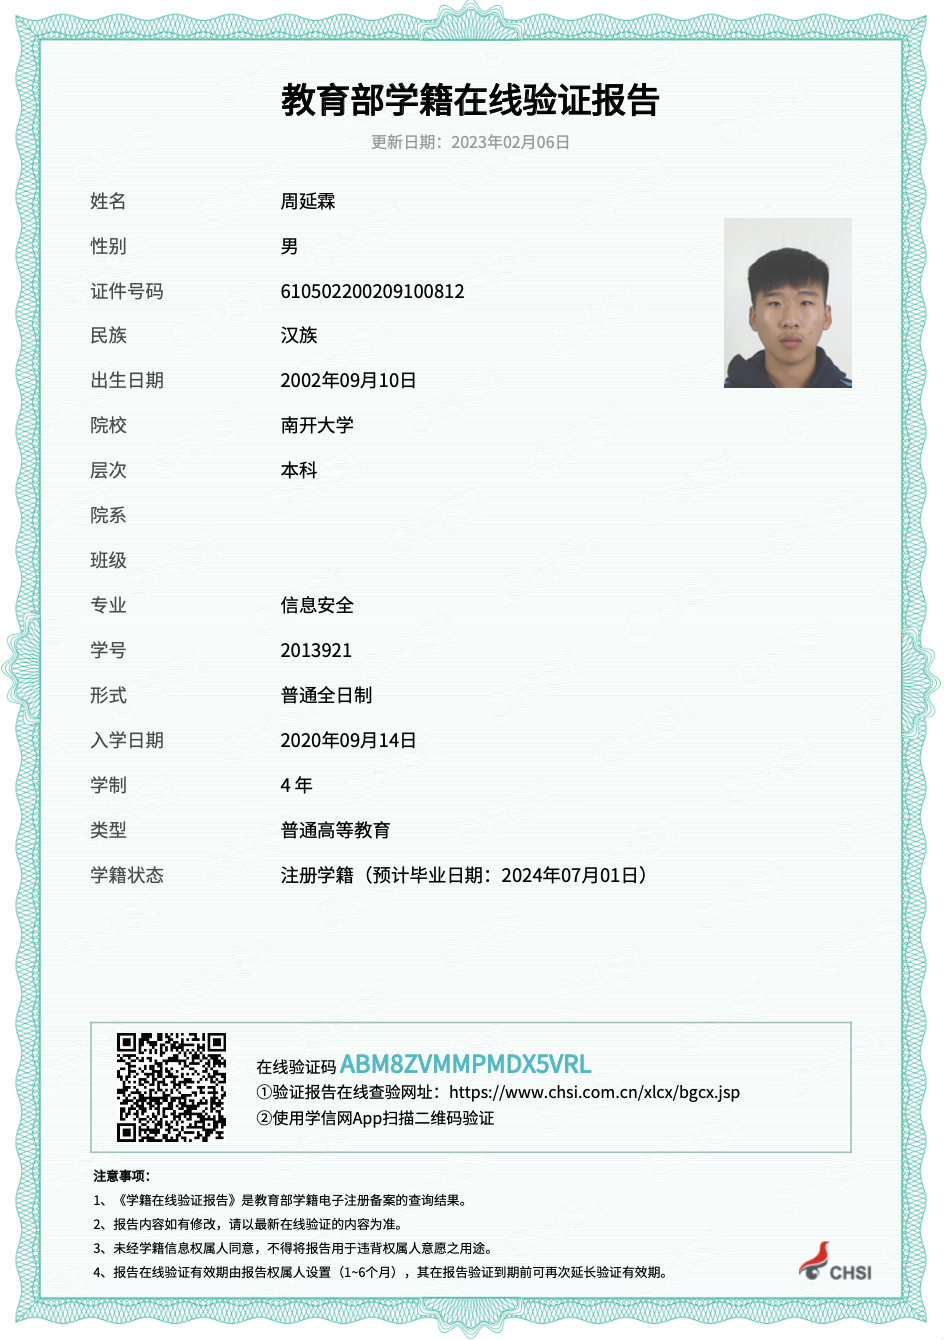 教育部学籍在线验证报告
更新日期：2023年02月06日
姓名 周延霖
性别 男
证件号码 610502200209100812
民族 汉族
出生日期 2002年09月10日
院校 南开大学
层次 本科
院系
班级
专业 信息安全
学号 2013921
形式 普通全日制
入学日期 2020年09月14日
学制 4 年
类型 普通高等教育
学籍状态 注册学籍（预计毕业日期：2024年07月01日）
在线验证码 ABM8ZVMMPMDX5VRL
①验证报告在线查验网址：https://www.chsi.com.cn/xlcx/bgcx.jsp
②使用学信网App扫描二维码验证
注意事项：
1、《学籍在线验证报告》是教育部学籍电子注册备案的查询结果。
2、报告内容如有修改，请以最新在线验证的内容为准。
3、未经学籍信息权属人同意，不得将报告用于违背权属人意愿之用途。
4、报告在线验证有效期由报告权属人设置（1~6个月），其在报告验证到期前可再次延长验证有效期。
CHSI